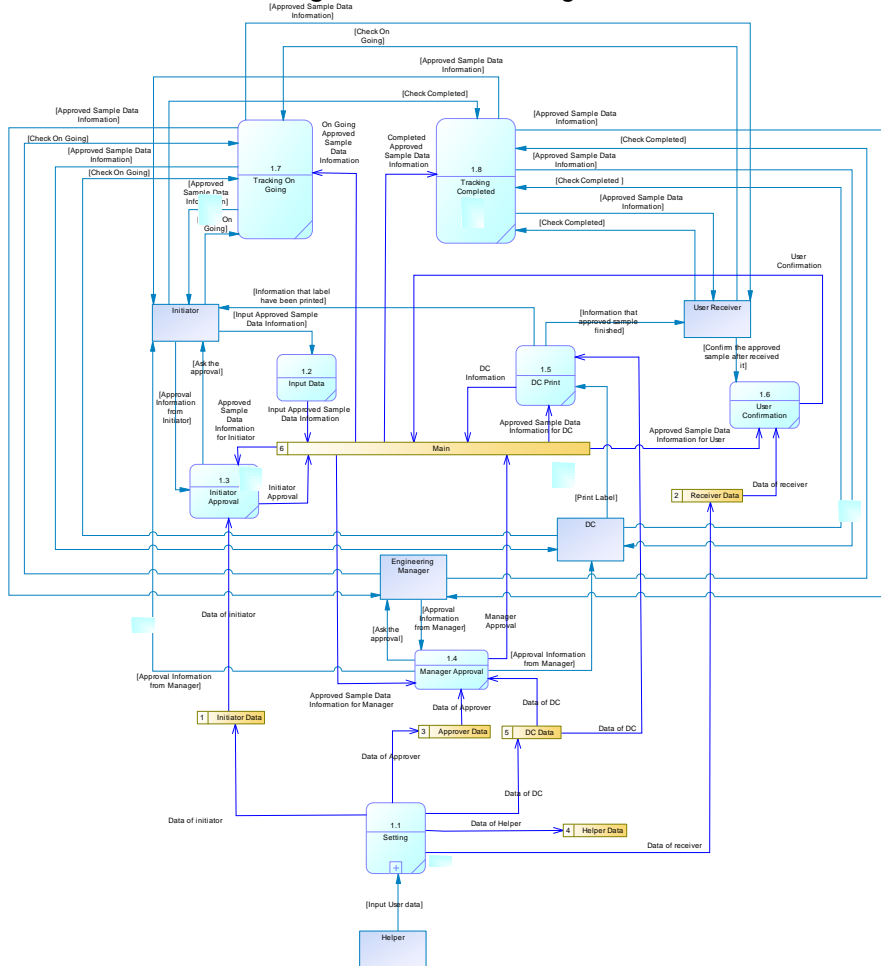 [Approved Sample Data
Information]
[Check On
Going]
[Approved Sample Data
Information]
[Check Completed]
[Approved Sample Data
Information]
On Going
Approved
Sample
Data
Information
Completed
Approved
Sample Data
Information
[Approved Sample Data
Information]
[Check On Going]
[Check Completed]
[Approved Sample Data
Information]
[Approved Sample Data
Information]
[Check On Going]
1.7
Tracking On
Going
1.8
Tracking
Completed
[Check Completed ]
[Approved
Sample Data
On
Going]
[Approved Sample Data
Information]
[Check Completed]
User
Confirmation
[Information that label
have been printed]
Initiator
[Input Approved Sample
Data Information]
[Information that
approved sample
finished]
User Receiver
[Confirm the approved
sample after received
it]
[Ask the
approval]
1.2
Input Data
DC
Information
1.5
DC Print
1.6
User
Confirmation
[Approval
Information
from
Initiator]
Approved
Sample
Data
Information
for Initiator
Input Approved Sample
Data Information
Approved Sample Data
Information for DC
Approved Sample Data
Information for User
6
Main
1.3
Initiator
Approval
Initiator
Approval
Data of receiver
2
Receiver Data
[Print Label]
DC
Engineering
Manager
Data of initiator
[Ask the
approval]
[Approval
Information
from Manager]
Manager
Approval
1.4
Manager Approval
[Approval Information
from Manager]
[Approval Information
from Manager]
Approved Sample Data
Information for Manager
Data of Approver
Data of DC
1
Initiator Data
3
Approver Data
5
DC Data
Data of DC
Data of Approver
Data of DC
Data of initiator
1.1
Setting
Data of Helper
4
Helper Data
Data of receiver
[Input User data]
Helper